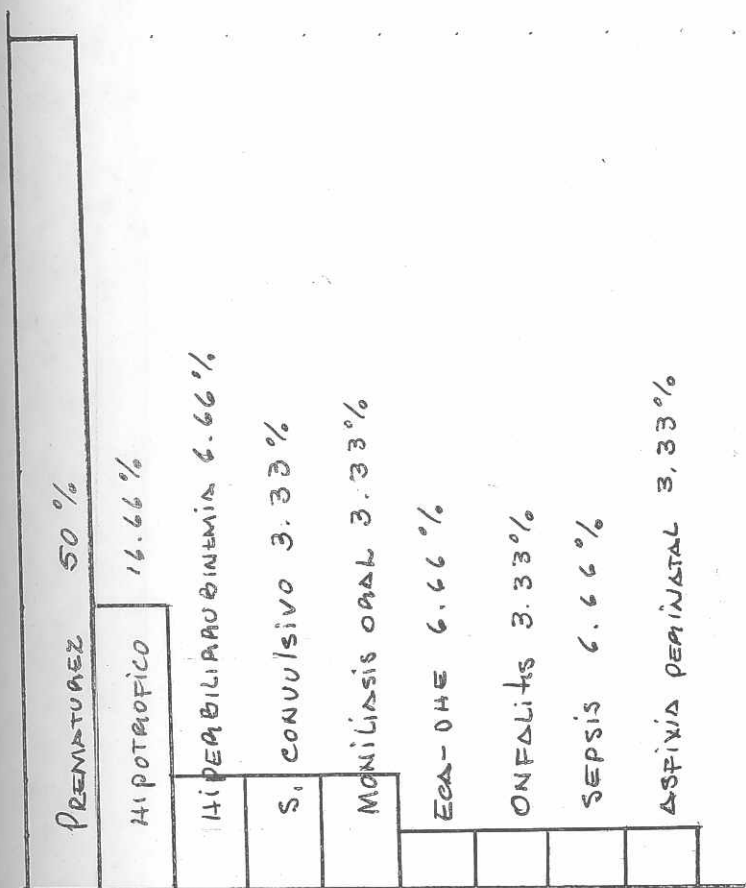 PREMATUREZ 50%
HIPOTROFICO 16.66%
HIPERBILIRRUBINEMIA 6.66%
S. CONVULSIVO 3.33%
MONILIASIS ORAL 3.33%
ECA-DHE 6.66%
ONFALITIS 3.33%
SEPSIS 6.66%
ASFIXIA PERINATAL 3.33%